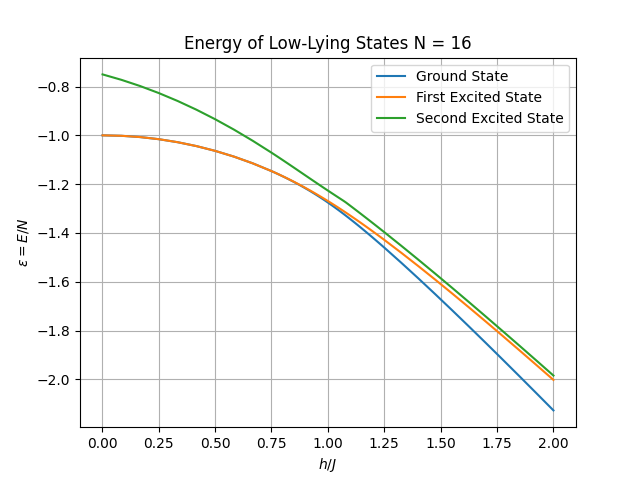 Energy of Low-Lying States N = 16
Ground State
First Excited State
Second Excited State
ε = E/N
−0.8
−1.0
−1.2
−1.4
−1.6
−1.8
−2.0
0.00 0.25 0.50 0.75 1.00 1.25 1.50 1.75 2.00
h/J